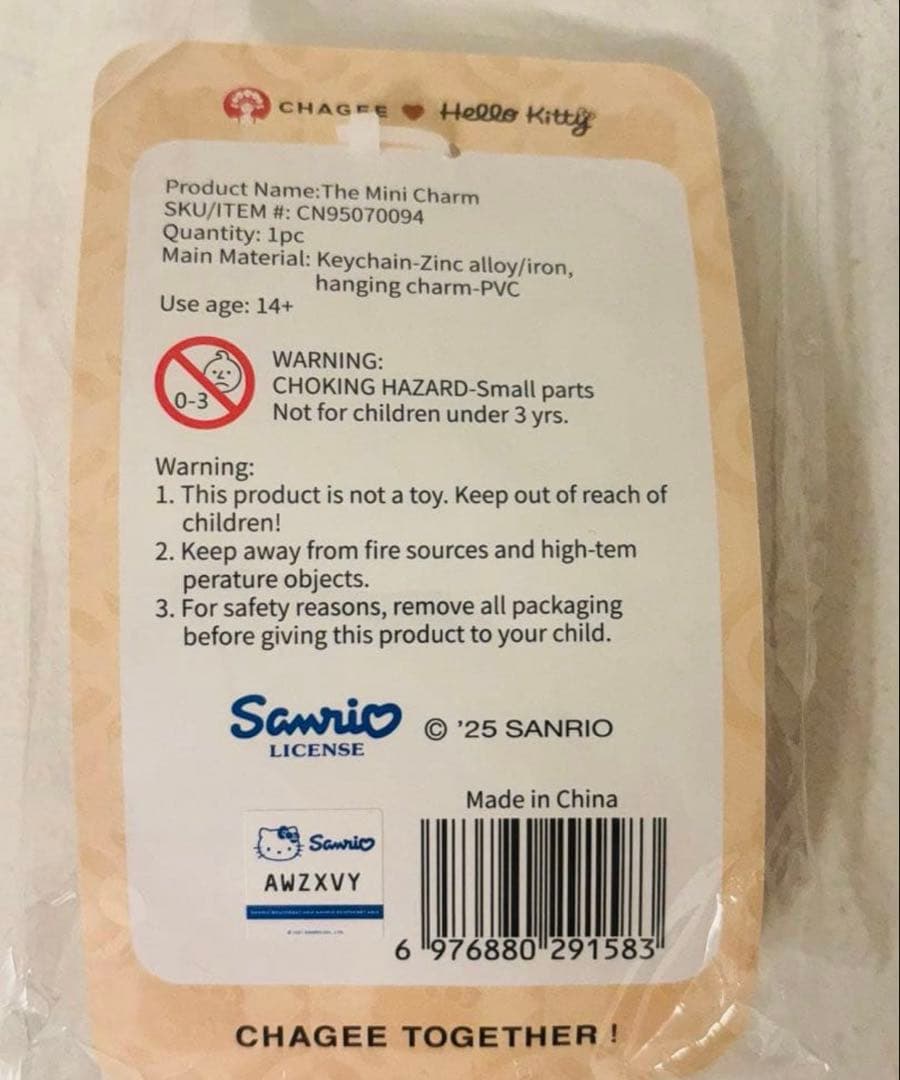 CHAGEE ❤ Hello Kitty
Product Name:The Mini Charm
SKU/ITEM #: CN95070094
Quantity: 1pc
Main Material: Keychain-Zinc alloy/iron,
hanging charm-PVC
Use age: 14+
0-3
WARNING:
CHOKING HAZARD-Small parts
Not for children under 3 yrs.
Warning:
1. This product is not a toy. Keep out of reach of
children!
2. Keep away from fire sources and high-tem
perature objects.
3. For safety reasons, remove all packaging
before giving this product to your child.
Sanrio
LICENSE
© '25 SANRIO
Made in China
Sanrio
AWZXVY
6 976880 291583
CHAGEE TOGETHER !